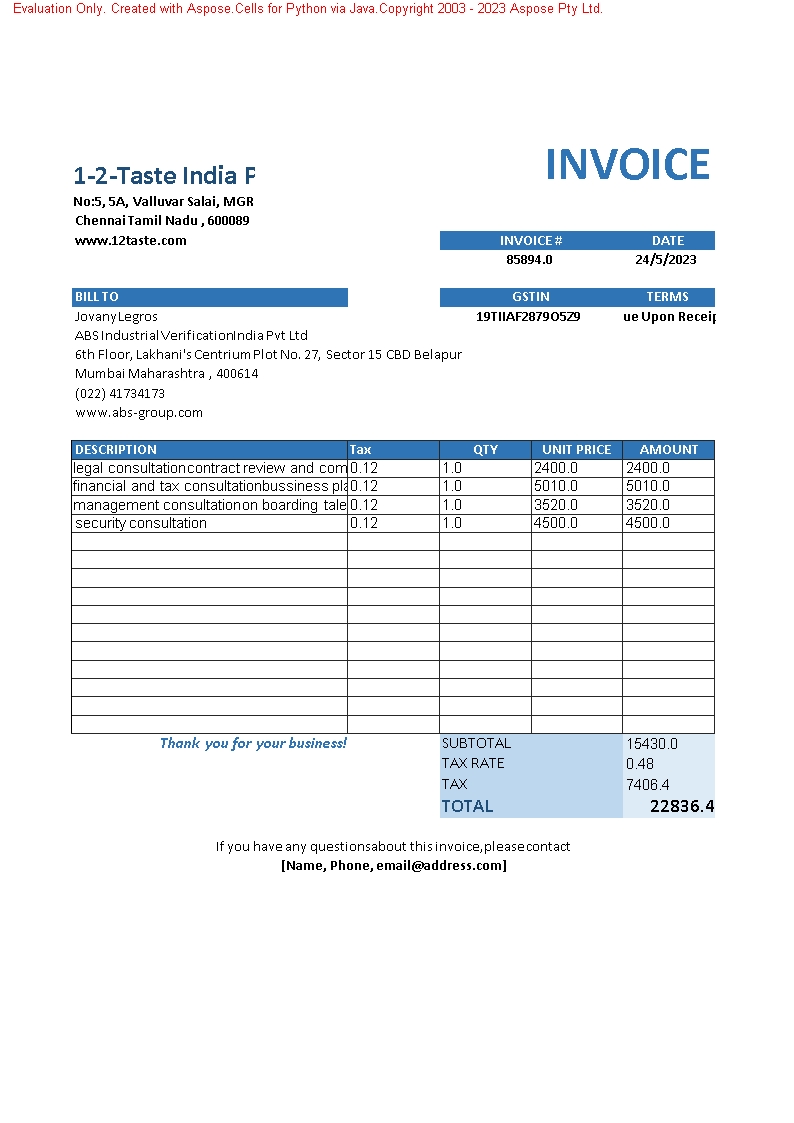 Evaluation Only. Created with Aspose.Cells for Python via Java.Copyright 2003 - 2023 Aspose Pty Ltd.
INVOICE
1-2-Taste India P
No:5, 5A, Valluvar Salai, MGR
Chennai Tamil Nadu , 600089
www.12taste.com
INVOICE # DATE
85894.0 24/5/2023
BILL TO GSTIN TERMS
Jovany Legros 19TIIAF2879O5Z9 ue Upon Receip
ABS Industrial Verification India Pvt Ltd
6th Floor, Lakhani's Centrium Plot No. 27, Sector 15 CBD Belapur
Mumbai Maharashtra , 400614
(022) 41734173
www.abs-group.com
DESCRIPTION Tax QTY UNIT PRICE AMOUNT
legal consultationcontract review and com 0.12 1.0 2400.0 2400.0
financial and tax consultationbussiness pla 0.12 1.0 5010.0 5010.0
management consultationon boarding tale 0.12 1.0 3520.0 3520.0
security consultation 0.12 1.0 4500.0 4500.0
Thank you for your business! SUBTOTAL 15430.0
TAX RATE 0.48
TAX 7406.4
TOTAL 22836.4
If you have any questions about this invoice, please contact
[Name, Phone, email@address.com]